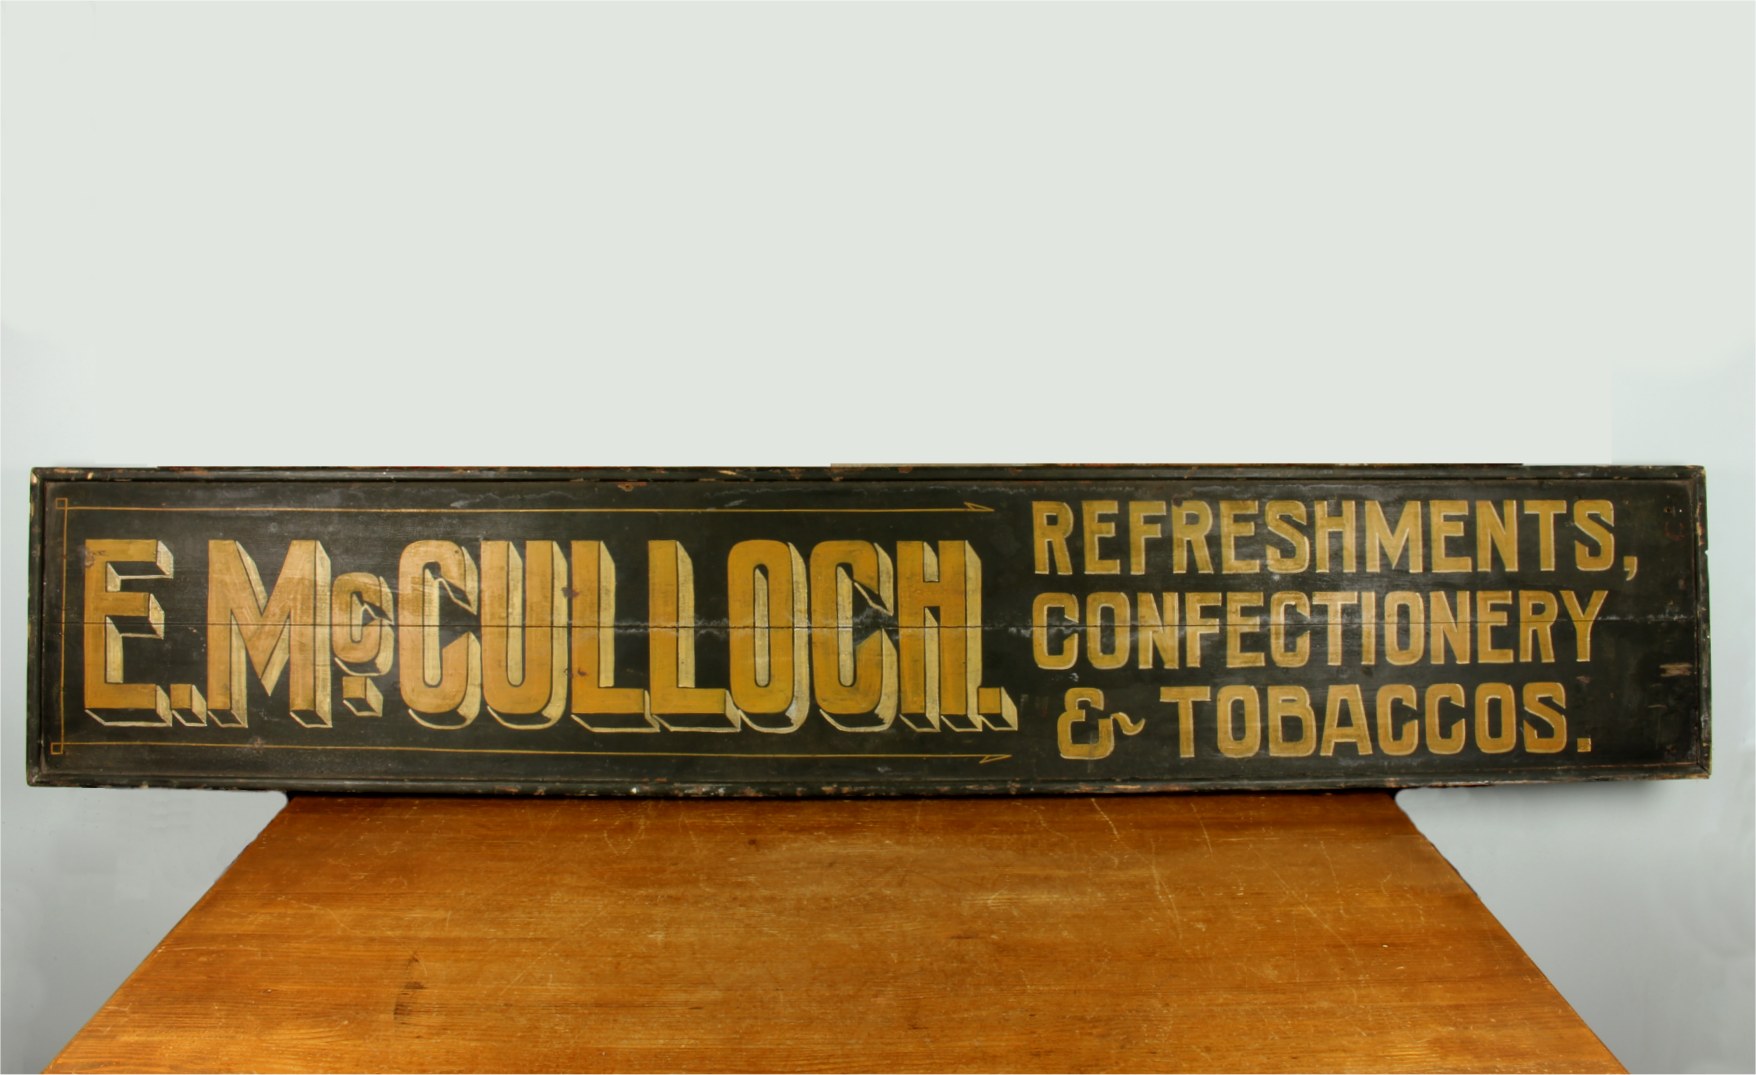 E. McCULLOCH.
REFRESHMENTS,
CONFECTIONERY
& TOBACCOS.